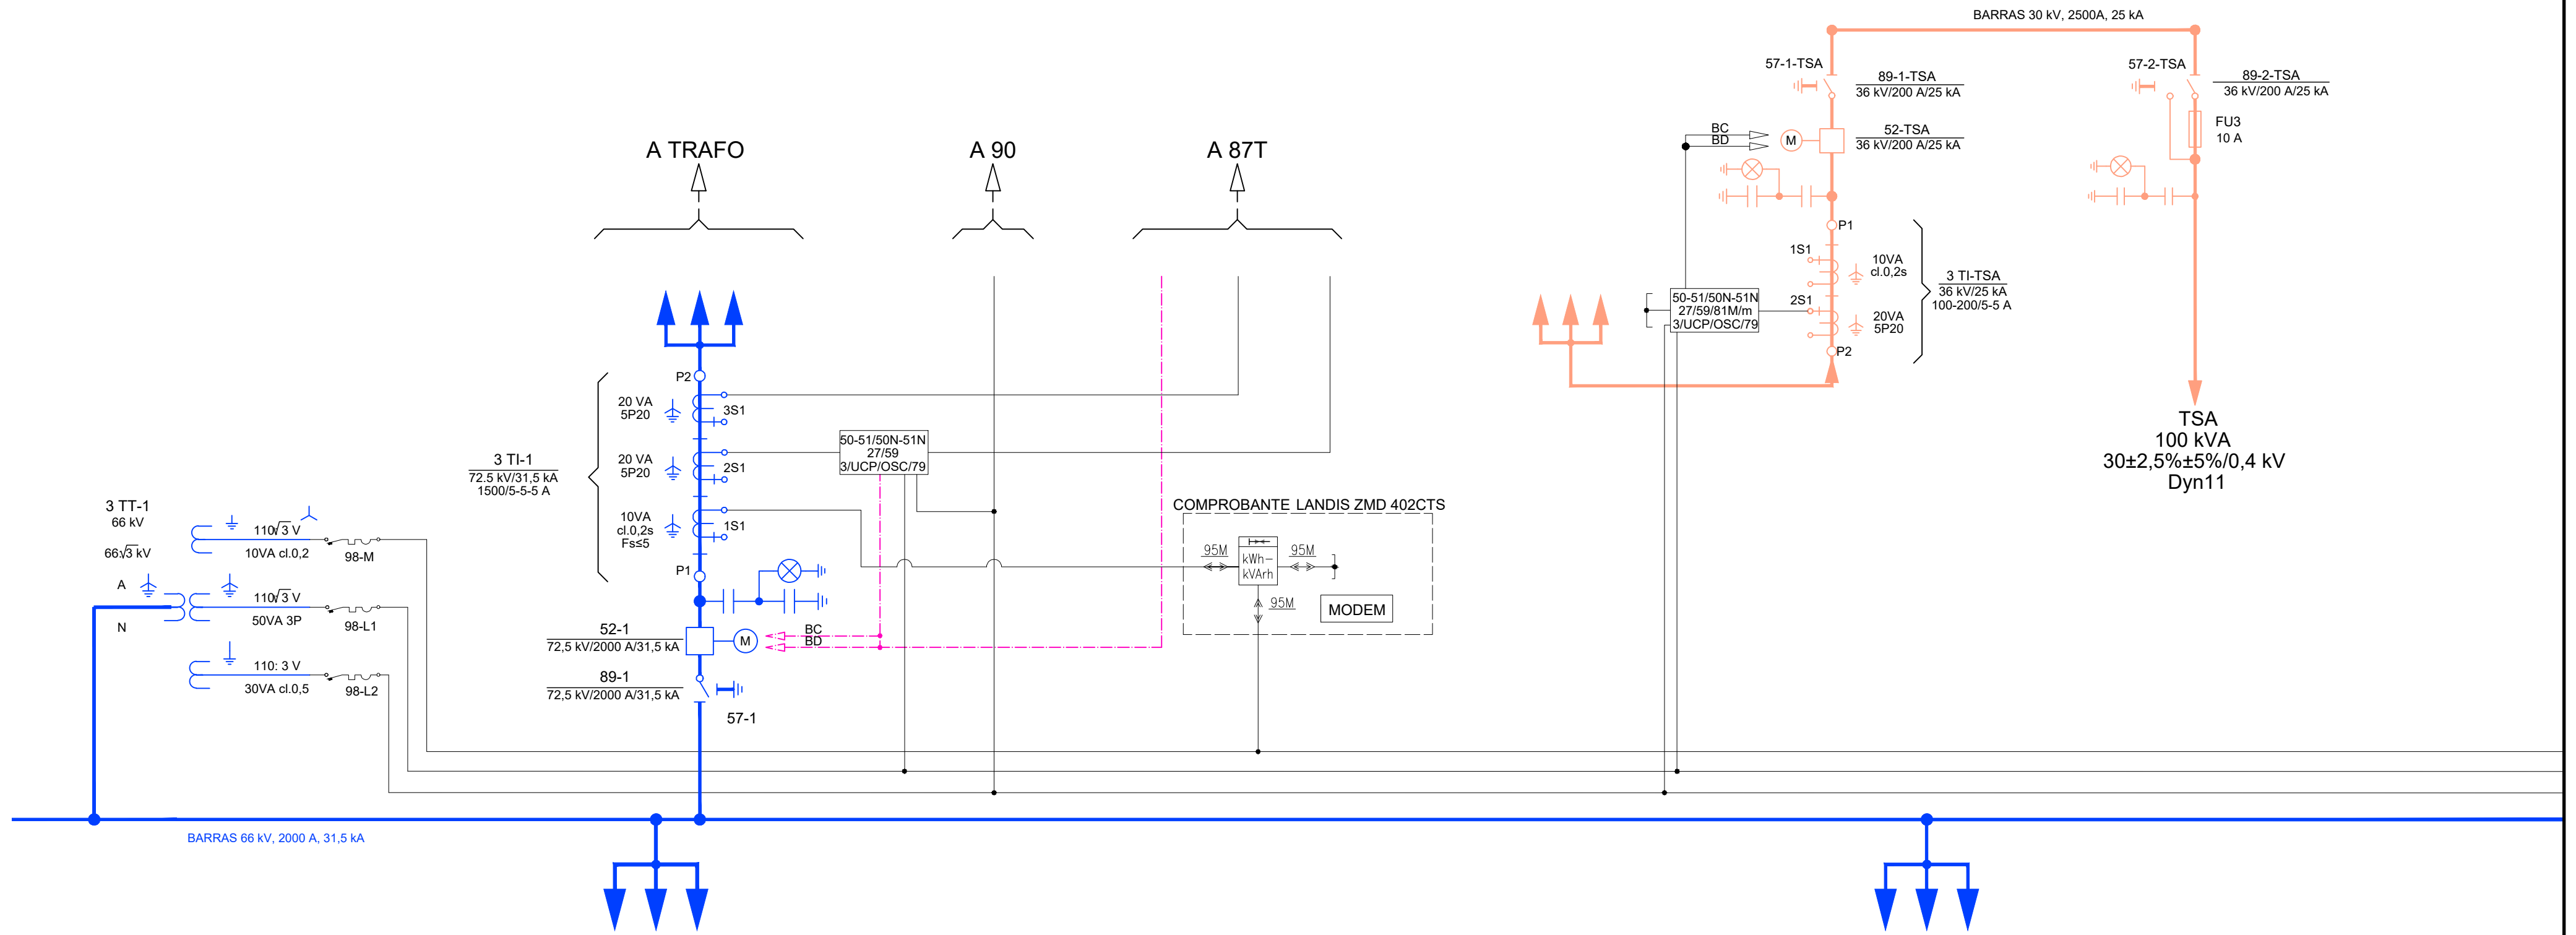 BARRAS 30 kV, 2500A, 25 kA
57-1-TSA
89-1-TSA
36 kV/200 A/25 kA
57-2-TSA
89-2-TSA
36 kV/200 A/25 kA
BC
BD
M
52-TSA
36 kV/200 A/25 kA
FU3
10 A
A TRAFO
A 90
A 87T
P1
1S1
10VA
cl.0,2s
2S1
20VA
5P20
P2
3 TI-TSA
36 kV/25 kA
100-200/5-5 A
50-51/50N-51N
27/59/81M/m
3/UCP/OSC/79
TSA
100 kVA
30±2,5%±5%/0,4 kV
Dyn11
P2
20 VA
5P20
3S1
20 VA
5P20
2S1
10VA
cl.0,2s
Fs≤5
1S1
P1
3 TI-1
72.5 kV/31,5 kA
1500/5-5-5 A
50-51/50N-51N
27/59
3/UCP/OSC/79
COMPROBANTE LANDIS ZMD 402CTS
95M
kWh-
kVArh
95M
95M
MODEM
3 TT-1
66 kV
66:√3 kV
A
N
110:√3 V
10VA cl.0,2
98-M
110:√3 V
50VA 3P
98-L1
110: 3 V
30VA cl.0,5
98-L2
52-1
72,5 kV/2000 A/31,5 kA
M
BC
BD
89-1
72,5 kV/2000 A/31,5 kA
57-1
BARRAS 66 kV, 2000 A, 31,5 kA